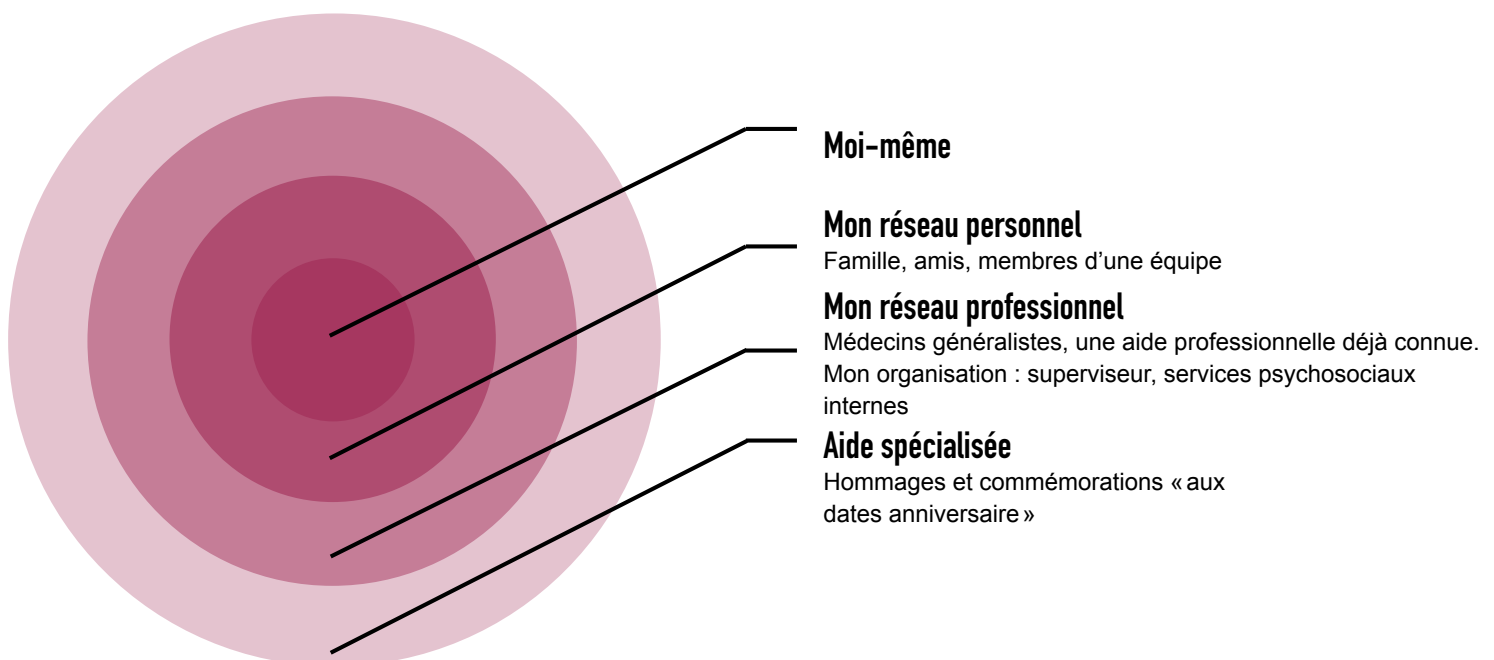 Moi-même
Mon réseau personnel
Famille, amis, membres d’une équipe
Mon réseau professionnel
Médecins généralistes, une aide professionnelle déjà connue.
Mon organisation : superviseur, services psychosociaux
internes
Aide spécialisée
Hommages et commémorations « aux
dates anniversaire »